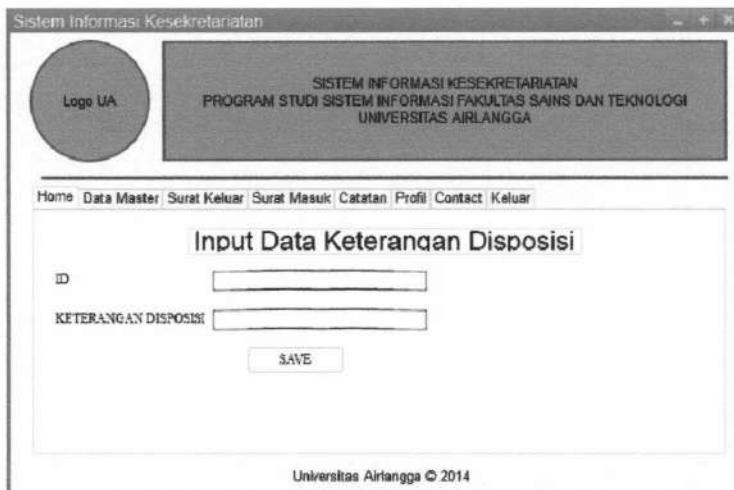 Sistem Informasi Kesekretariatan
Logo UA
SISTEM INFORMASI KESEKRETARIATAN
PROGRAM STUDI SISTEM INFORMASI FAKULTAS SAINS DAN TEKNOLOGI
UNIVERSITAS AIRLANGGA
Home Data Master Surat Keluar Surat Masuk Catatan Profil Contact Keluar
Input Data Keterangan Disposisi
ID
KETERANGAN DISPOSISI
SAVE
Universitas Airlangga © 2014